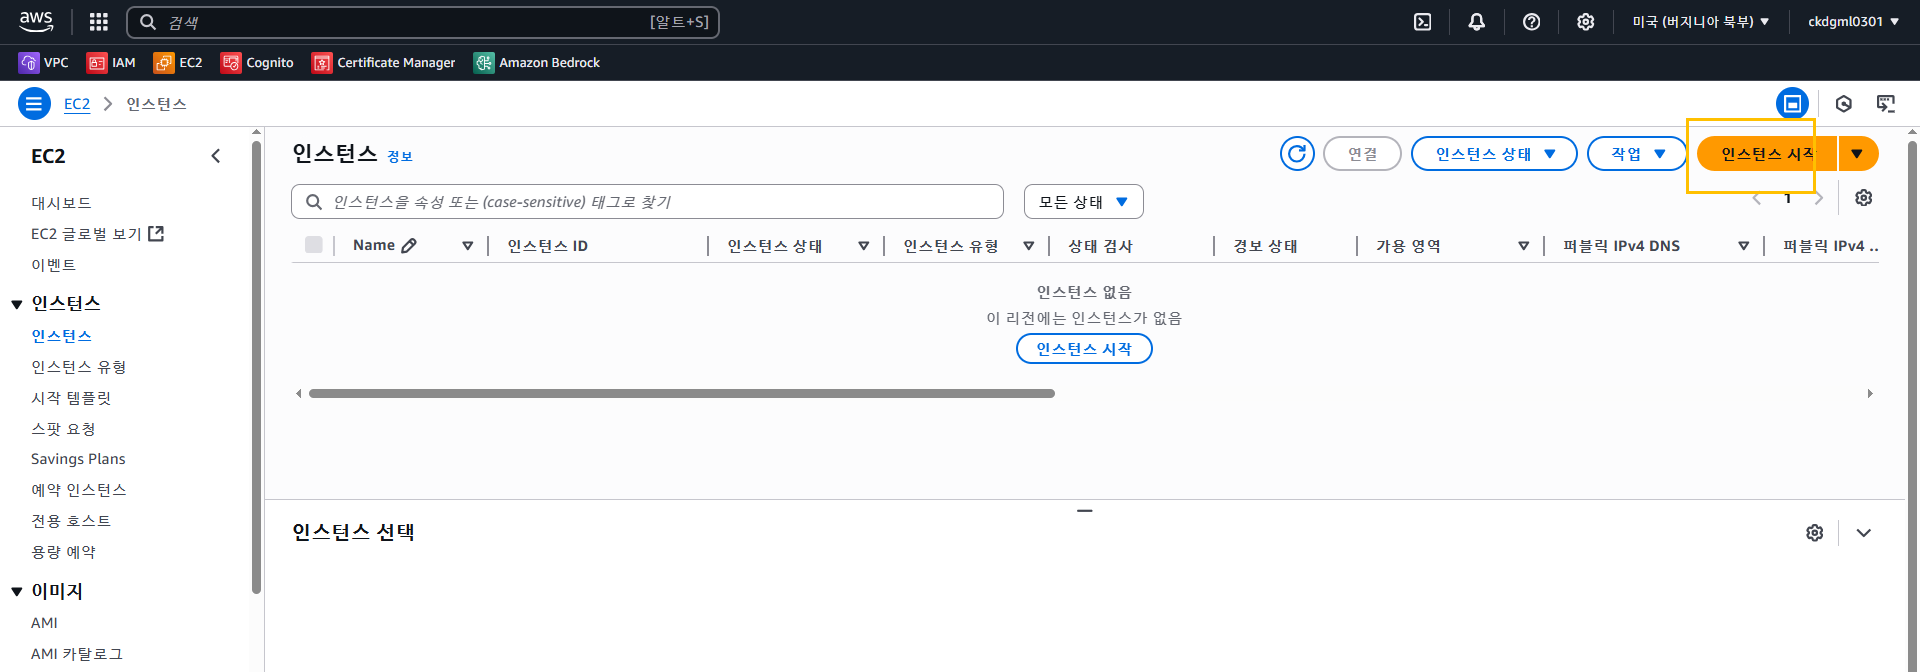 aws
검색 [알트+S] 미국 (버지니아 북부) ckdgml0301
VPC IAM EC2 Cognito Certificate Manager Amazon Bedrock
EC2 인스턴스
EC2
대시보드
EC2 글로벌 보기
이벤트
인스턴스
인스턴스
인스턴스 유형
시작 템플릿
스팟 요청
Savings Plans
예약 인스턴스
전용 호스트
용량 예약
이미지
AMI
AMI 카탈로그
인스턴스 정보 연결 인스턴스 상태 작업 인스턴스 시작
인스턴스을 속성 또는 (case-sensitive) 태그로 찾기 모든 상태 1
Name 인스턴스 ID 인스턴스 상태 인스턴스 유형 상태 검사 경보 상태 가용 영역 퍼블릭 IPv4 DNS 퍼블릭 IPv4 ..
인스턴스 없음
이 리전에는 인스턴스가 없음
인스턴스 시작
인스턴스 선택